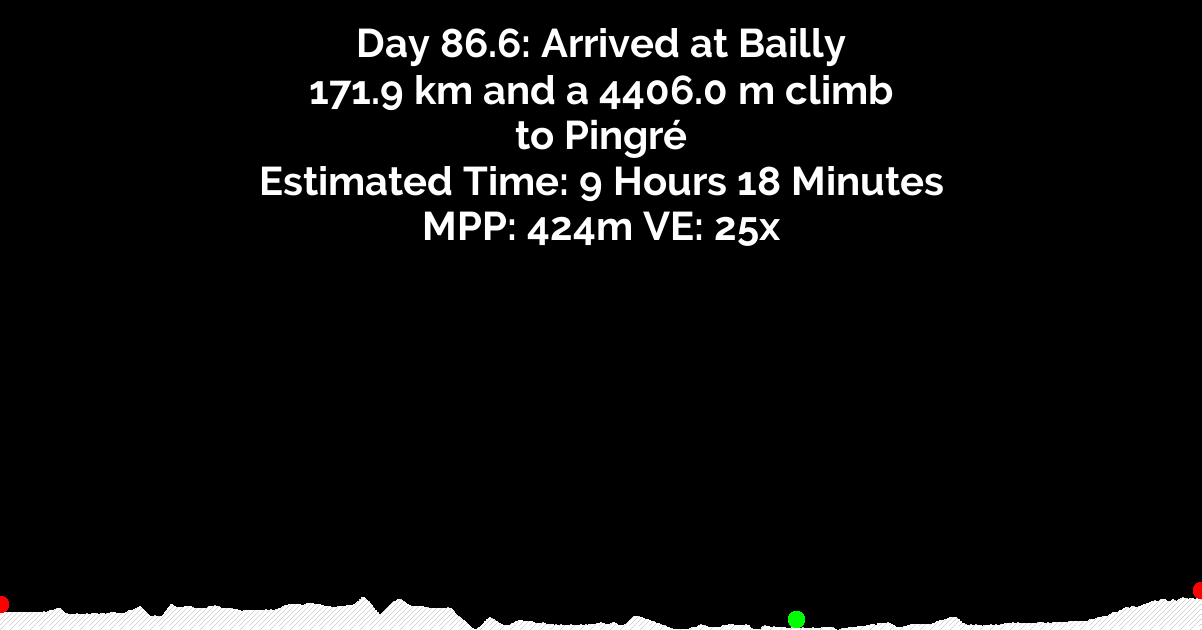 Day 86.6: Arrived at Bailly
171.9 km and a 4406.0 m climb
to Pingré
Estimated Time: 9 Hours 18 Minutes
MPP: 424m VE: 25x